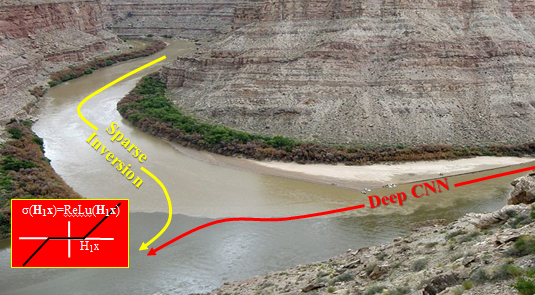 Sparse
Inversion
Deep CNN
σ(H₁x)=ReLu(H₁x)
H₁x